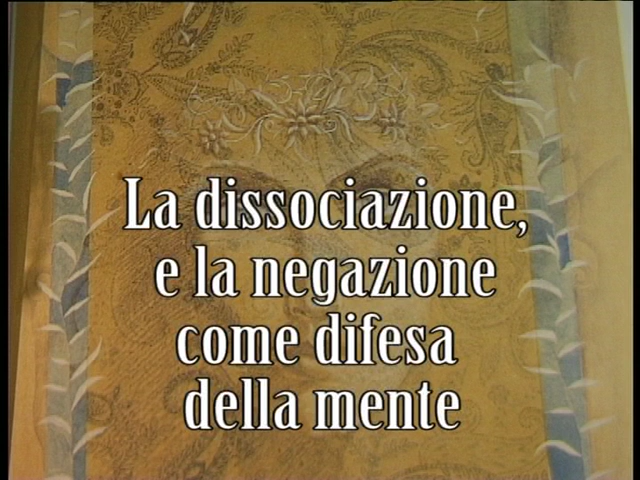 La dissociazione,
e la negazione
come difesa
della mente